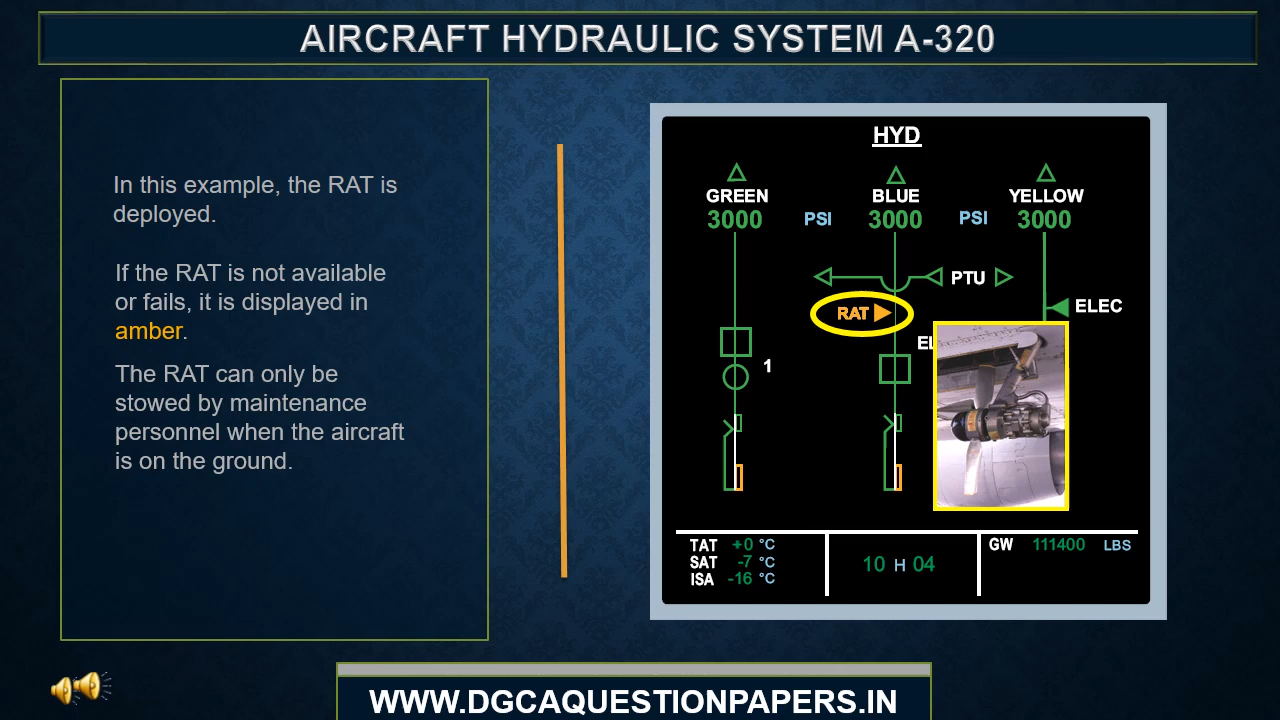 AIRCRAFT HYDRAULIC SYSTEM A-320
In this example, the RAT is
deployed.
If the RAT is not available
or fails, it is displayed in
amber.
The RAT can only be
stowed by maintenance
personnel when the aircraft
is on the ground.
HYD
GREEN BLUE YELLOW
3000 PSI 3000 PSI 3000
PTU
RAT ELEC
1
TAT +0 °C
SAT -7 °C
ISA -16 °C
10 H 04
GW 111400 LBS
WWW.DGCAQUESTIONPAPERS.IN